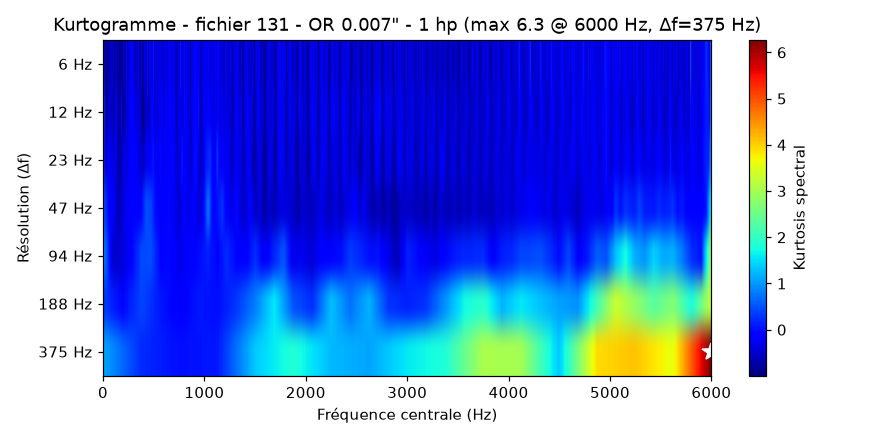 Kurtogramme - fichier 131 - OR 0.007" - 1 hp (max 6.3 @ 6000 Hz, Δf=375 Hz)
Résolution (Δf)
6 Hz
12 Hz
23 Hz
47 Hz
94 Hz
188 Hz
375 Hz
0
1000
2000
3000
4000
5000
6000
Fréquence centrale (Hz)
6
5
4
3
2
1
0
Kurtosis spectral